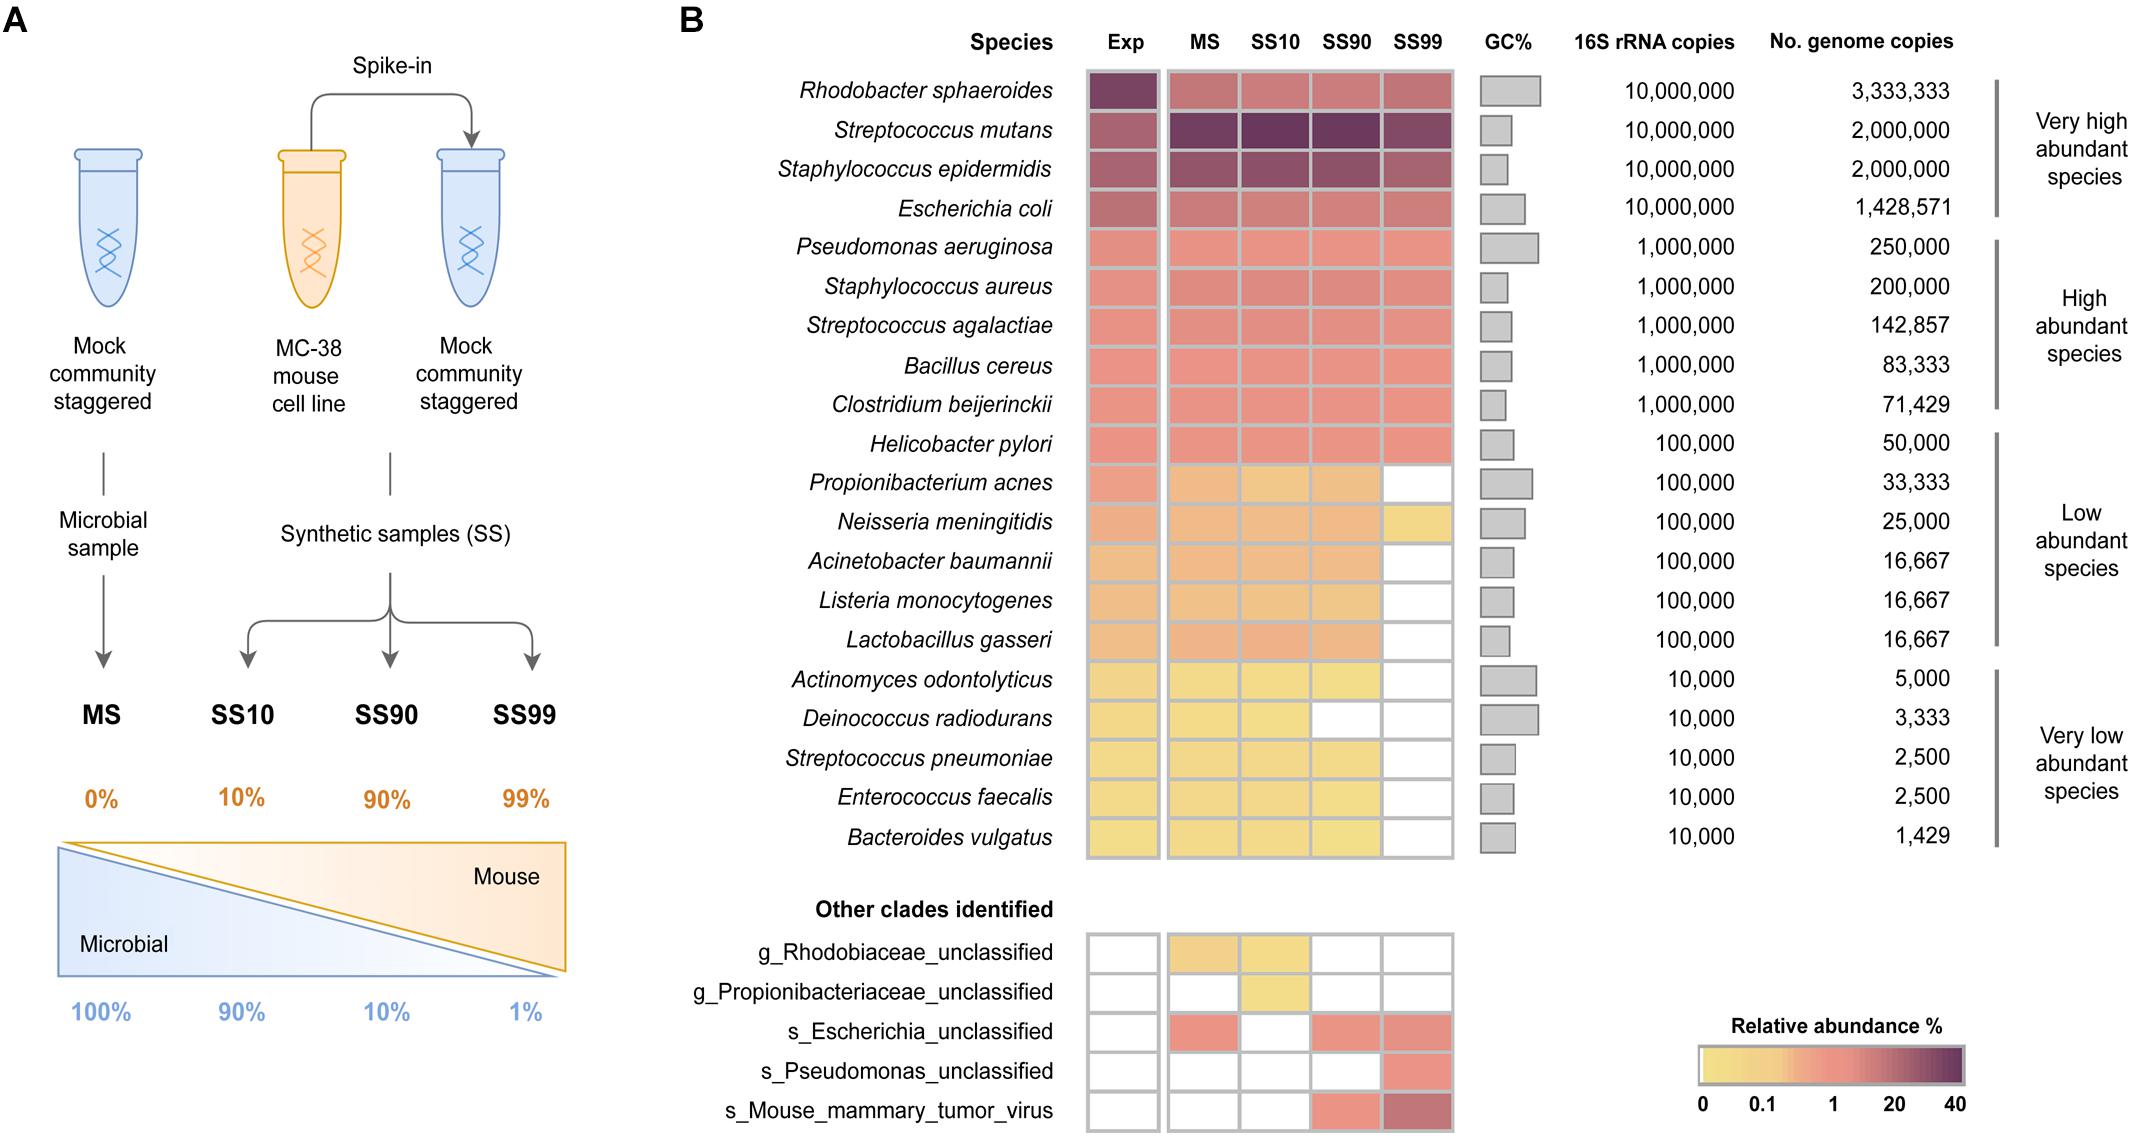 A
Spike-in
Mock
community
staggered
MC-38
mouse
cell line
Mock
community
staggered
Microbial
sample
Synthetic samples (SS)
MS SS10 SS90 SS99
0% 10% 90% 99%
Mouse
Microbial
100% 90% 10% 1%
B
Species Exp MS SS10 SS90 SS99 GC% 16S rRNA copies No. genome copies
Rhodobacter sphaeroides 10,000,000 3,333,333
Streptococcus mutans 10,000,000 2,000,000
Staphylococcus epidermidis 10,000,000 2,000,000
Escherichia coli 10,000,000 1,428,571
Very high
abundant
species
Pseudomonas aeruginosa 1,000,000 250,000
Staphylococcus aureus 1,000,000 200,000
Streptococcus agalactiae 1,000,000 142,857
Bacillus cereus 1,000,000 83,333
Clostridium beijerinckii 1,000,000 71,429
High
abundant
species
Helicobacter pylori 100,000 50,000
Propionibacterium acnes 100,000 33,333
Neisseria meningitidis 100,000 25,000
Acinetobacter baumannii 100,000 16,667
Listeria monocytogenes 100,000 16,667
Lactobacillus gasseri 100,000 16,667
Low
abundant
species
Actinomyces odontolyticus 10,000 5,000
Deinococcus radiodurans 10,000 3,333
Streptococcus pneumoniae 10,000 2,500
Enterococcus faecalis 10,000 2,500
Bacteroides vulgatus 10,000 1,429
Very low
abundant
species
Other clades identified
g_Rhodobiaceae_unclassified
g_Propionibacteriaceae_unclassified
s_Escherichia_unclassified
s_Pseudomonas_unclassified
s_Mouse_mammary_tumor_virus
Relative abundance %
0 0.1 1 20 40